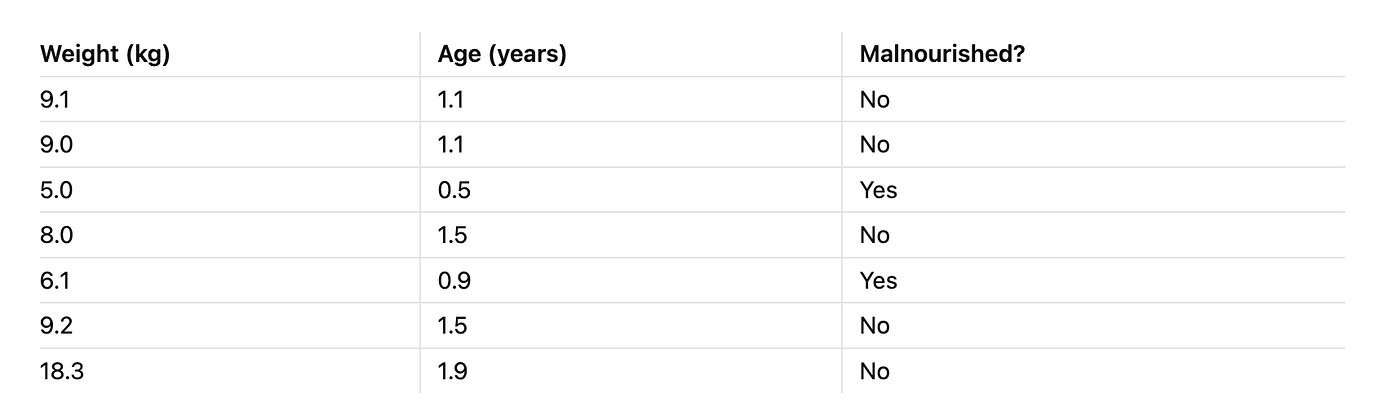 Weight (kg) Age (years) Malnourished?
9.1 1.1 No
9.0 1.1 No
5.0 0.5 Yes
8.0 1.5 No
6.1 0.9 Yes
9.2 1.5 No
18.3 1.9 No